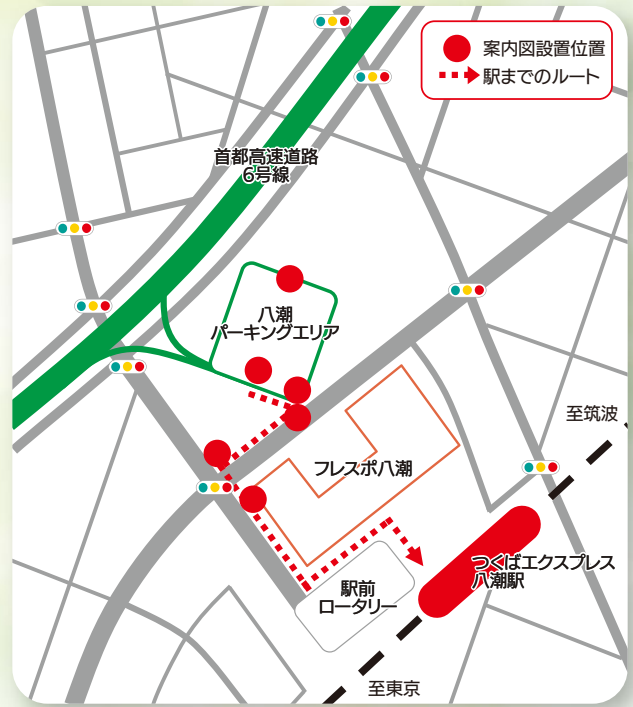 案内図設置位置
駅までのルート
首都高速道路
6号線
八潮
パーキングエリア
至筑波
フレスポ八潮
つくばエクスプレス
八潮駅
駅前
ロータリー
至東京